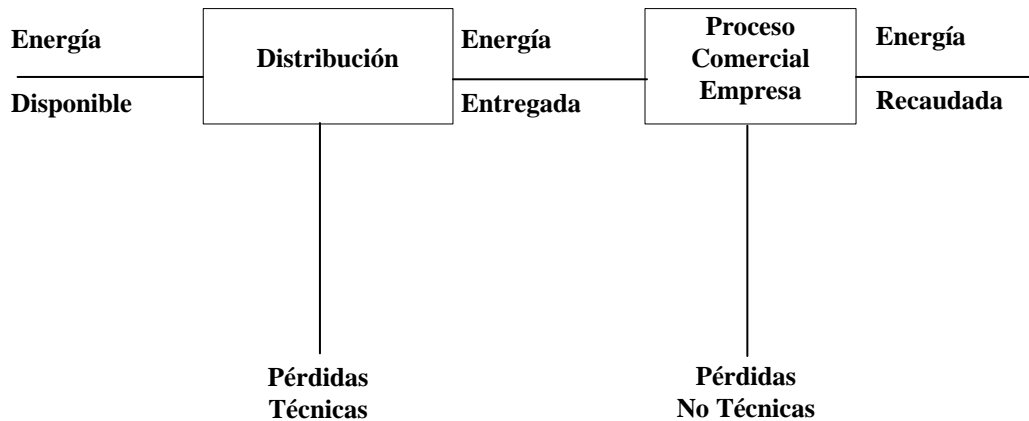 Energía
Disponible
Distribución
Energía
Entregada
Proceso
Comercial
Empresa
Energía
Recaudada
Pérdidas
Técnicas
Pérdidas
No Técnicas